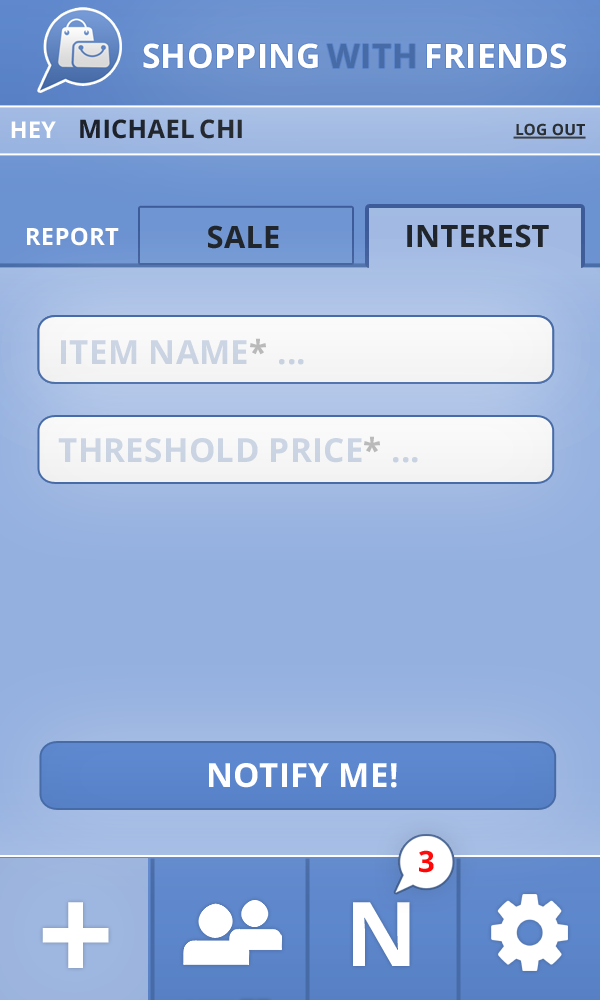 SHOPPING WITH FRIENDS
HEY MICHAEL CHI LOG OUT
REPORT SALE INTEREST
ITEM NAME* ...
THRESHOLD PRICE* ...
NOTIFY ME!
3
N